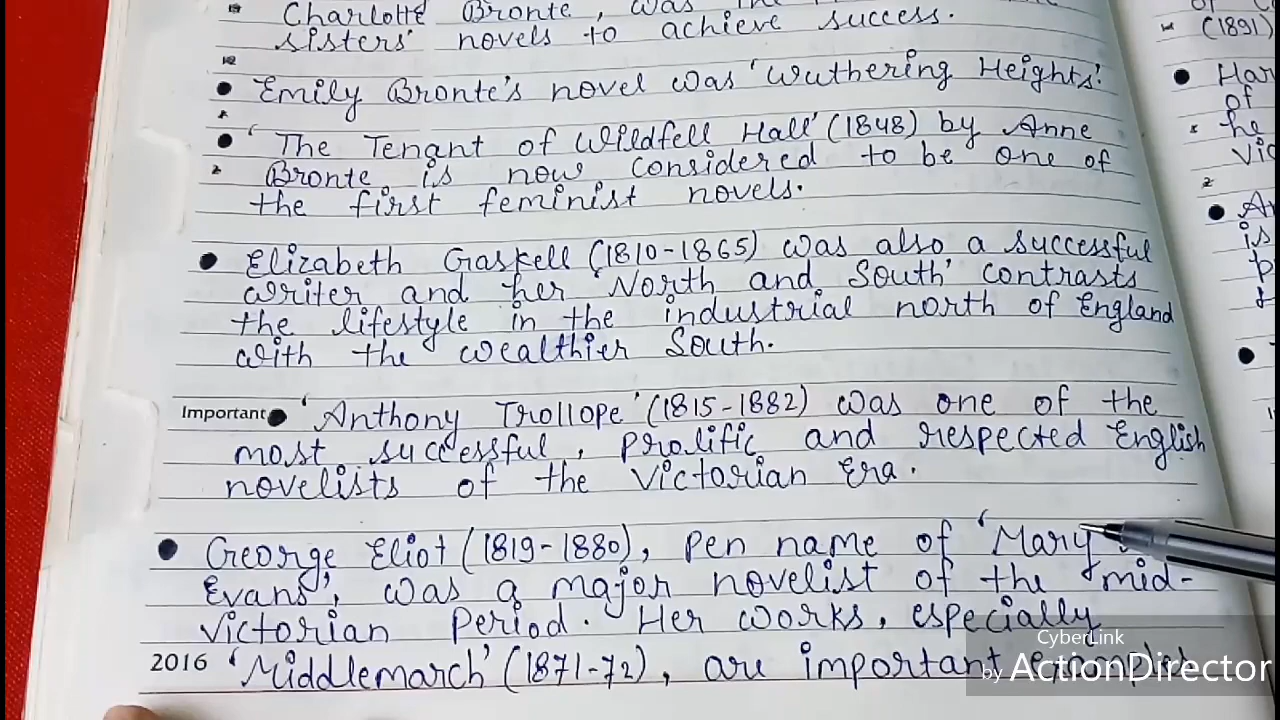 Charlotte Bronte, was the
sisters' novels to achieve success.
• Emily Bronte's novel was 'Wuthering Heights'.
• 'The Tenant of Wildfell Hall' (1848) by Anne
Bronte is now considered to be one of
the first feminist novels.
• Elizabeth Gaskell (1810-1865) was also a successful
writer and her 'North and South' contrasts
the lifestyle in the industrial north of England
with the wealthier South.
Important • 'Anthony Trollope' (1815-1882) was one of the
most successful, prolific and respected English
novelists of the Victorian Era.
• George Eliot (1819-1880), pen name of 'Mary
Evans', was a major novelist of the mid-
Victorian Period. Her works, especially
2016 'Middlemarch' (1871-72), are important
(1891)
• Har
of
he
Vic
is
CyberLink
by ActionDirector